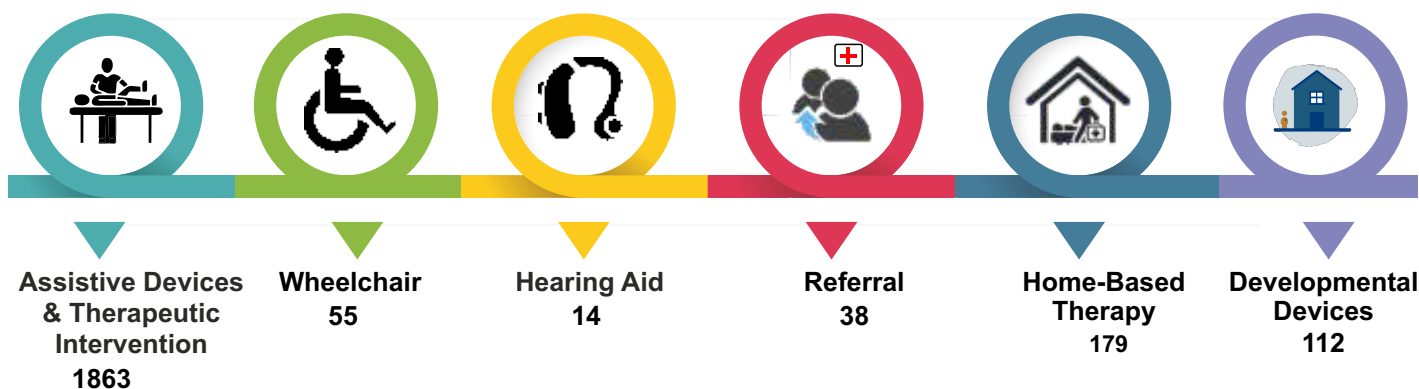 Assistive Devices
& Therapeutic
Intervention
1863
Wheelchair
55
Hearing Aid
14
Referral
38
Home-Based
Therapy
179
Developmental
Devices
112